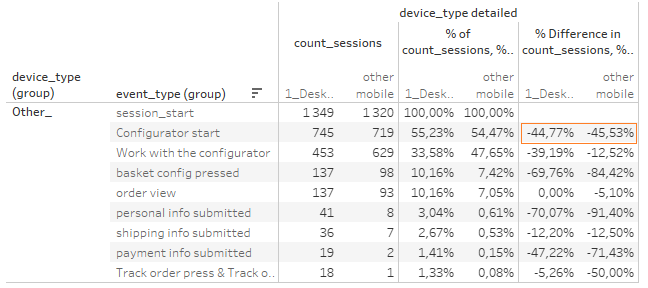 device_type detailed
count_sessions % of count_sessions, %.. % Difference in count_sessions, %..
device_type (group) event_type (group) 1_Desk.. other mobile 1_Desk.. other mobile 1_Desk.. other mobile
Other_ session_start 1 349 1 320 100,00% 100,00%
Configurator start 745 719 55,23% 54,47% -44,77% -45,53%
Work with the configurator 453 629 33,58% 47,65% -39,19% -12,52%
basket config pressed 137 98 10,16% 7,42% -69,76% -84,42%
order view 137 93 10,16% 7,05% 0,00% -5,10%
personal info submitted 41 8 3,04% 0,61% -70,07% -91,40%
shipping info submitted 36 7 2,67% 0,53% -12,20% -12,50%
payment info submitted 19 2 1,41% 0,15% -47,22% -71,43%
Track order press & Track o.. 18 1 1,33% 0,08% -5,26% -50,00%